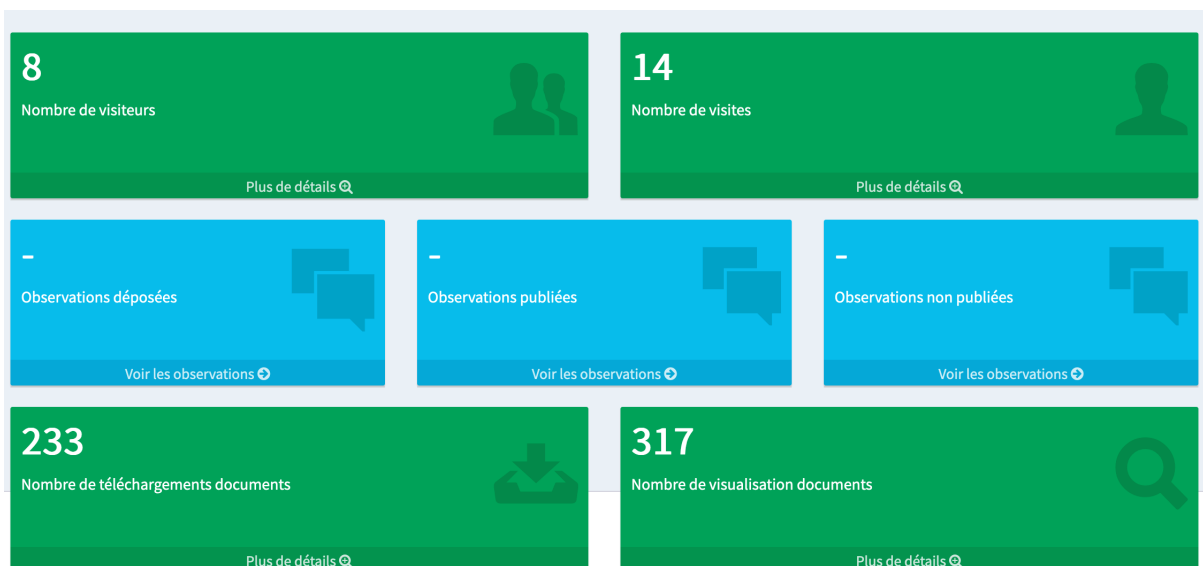 8
Nombre de visiteurs
Plus de détails
14
Nombre de visites
Plus de détails
-
Observations déposées
Voir les observations
-
Observations publiées
Voir les observations
-
Observations non publiées
Voir les observations
233
Nombre de téléchargements documents
Plus de détails
317
Nombre de visualisation documents
Plus de détails